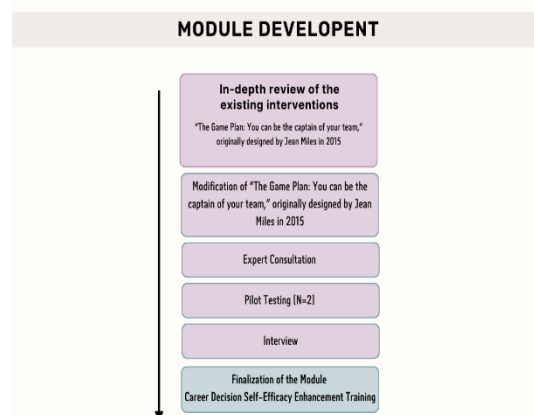 MODULE DEVELOPENT
In-depth review of the
existing interventions
"The Game Plan: You can be the captain of your team,"
originally designed by Jean Miles in 2015
Modification of "The Game Plan: You can be the
captain of your team," originally designed by Jean
Miles in 2015
Expert Consultation
Pilot Testing (N=2)
Interview
Finalization of the Module
Career Decision Self-Efficacy Enhancement Training